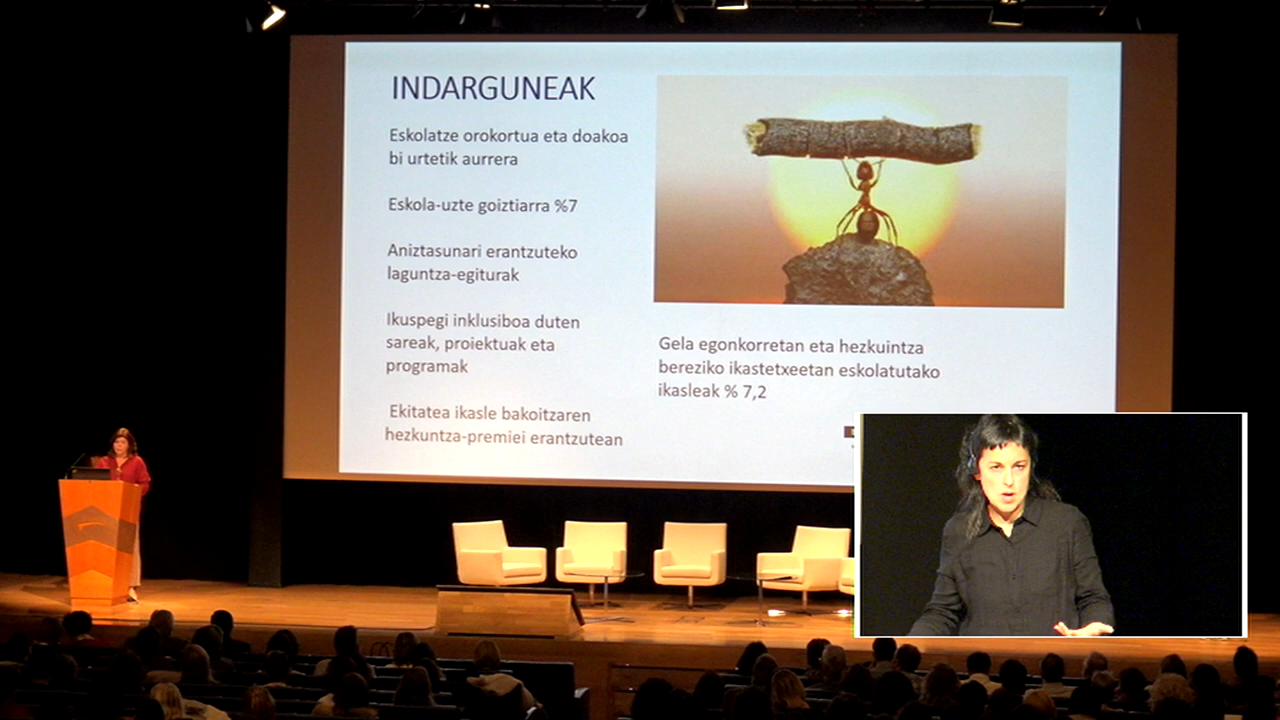 INDARGUNEAK
Eskolatze orokortua eta doakoa
bi urtetik aurrera
Eskola-uzte goiztiarra %7
Aniztasunari erantzuteko
laguntza-egiturak
Ikuspegi inklusiboa duten
sareak, proiektuak eta
programak
Ekitatea ikasle bakoitzaren
hezkuntza-premiei erantzutean
Gela egonkorretan eta hezkuintza
bereziko ikastetxeetan eskolatutako
ikasleak % 7,2